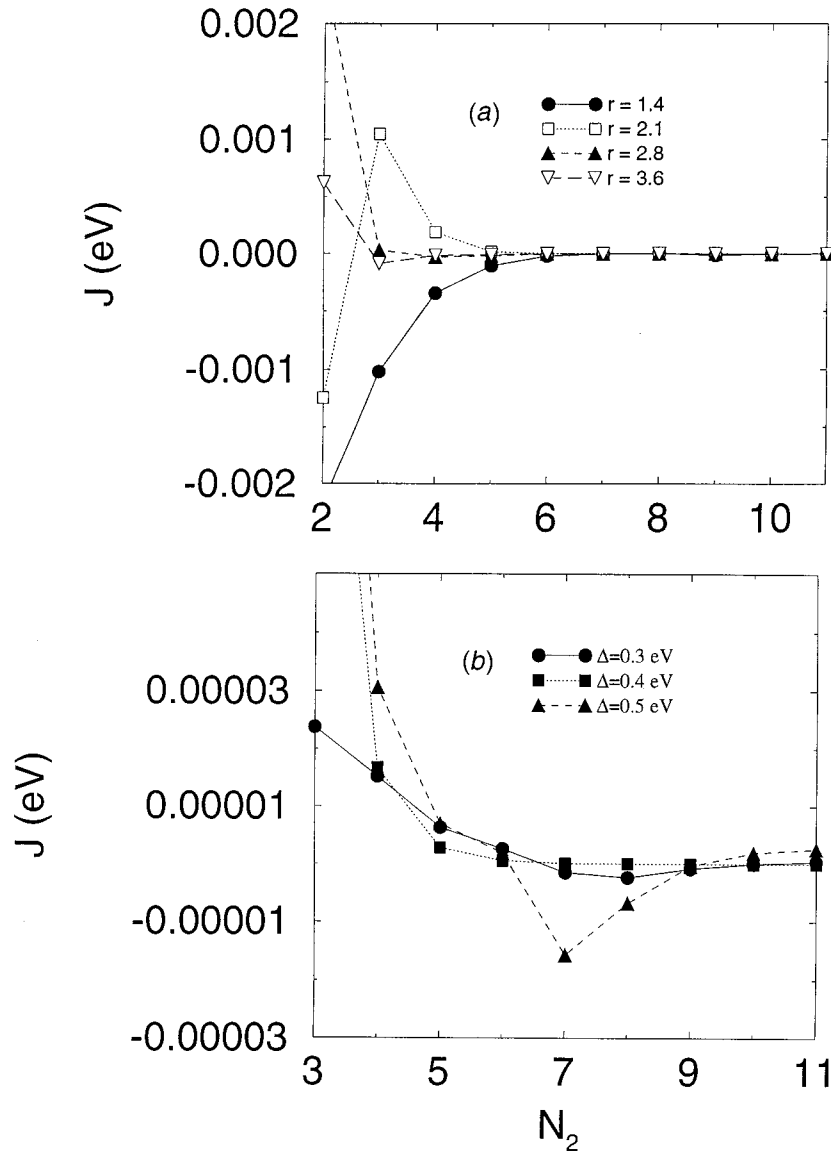 0.002
(a)
r = 1.4
r = 2.1
r = 2.8
r = 3.6
0.001
0.000
-0.001
-0.002
J (eV)
2
4
6
8
10
(b)
Δ=0.3 eV
Δ=0.4 eV
Δ=0.5 eV
0.00003
0.00001
-0.00001
-0.00003
J (eV)
3
5
7
9
11
N₂